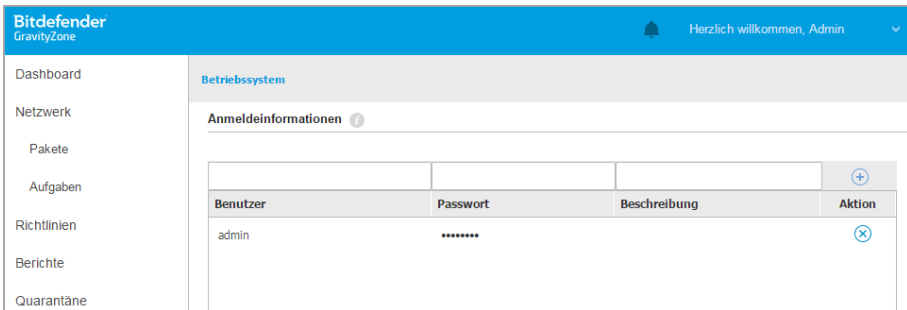 Bitdefender
GravityZone
Herzlich willkommen, Admin
Dashboard
Netzwerk
Pakete
Aufgaben
Richtlinien
Berichte
Quarantäne
Betriebssystem
Anmeldeinformationen
Benutzer Passwort Beschreibung Aktion
admin ••••••••